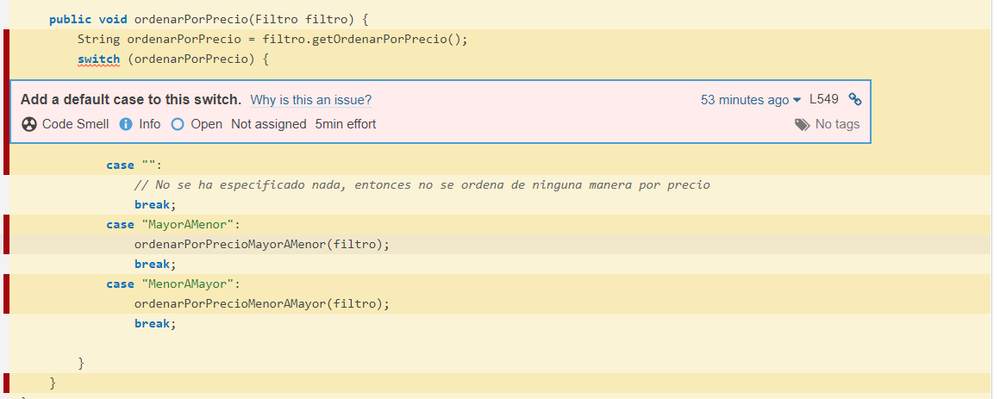 public void ordenarPorPrecio(Filtro filtro) {
String ordenarPorPrecio = filtro.getOrdenarPorPrecio();
switch (ordenarPorPrecio) {
Add a default case to this switch. Why is this an issue? 53 minutes ago L549
Code Smell Info Open Not assigned 5min effort No tags
case "":
// No se ha especificado nada, entonces no se ordena de ninguna manera por precio
break;
case "MayorAMenor":
ordenarPorPrecioMayorAMenor(filtro);
break;
case "MenorAMayor":
ordenarPorPrecioMenorAMayor(filtro);
break;
}
}